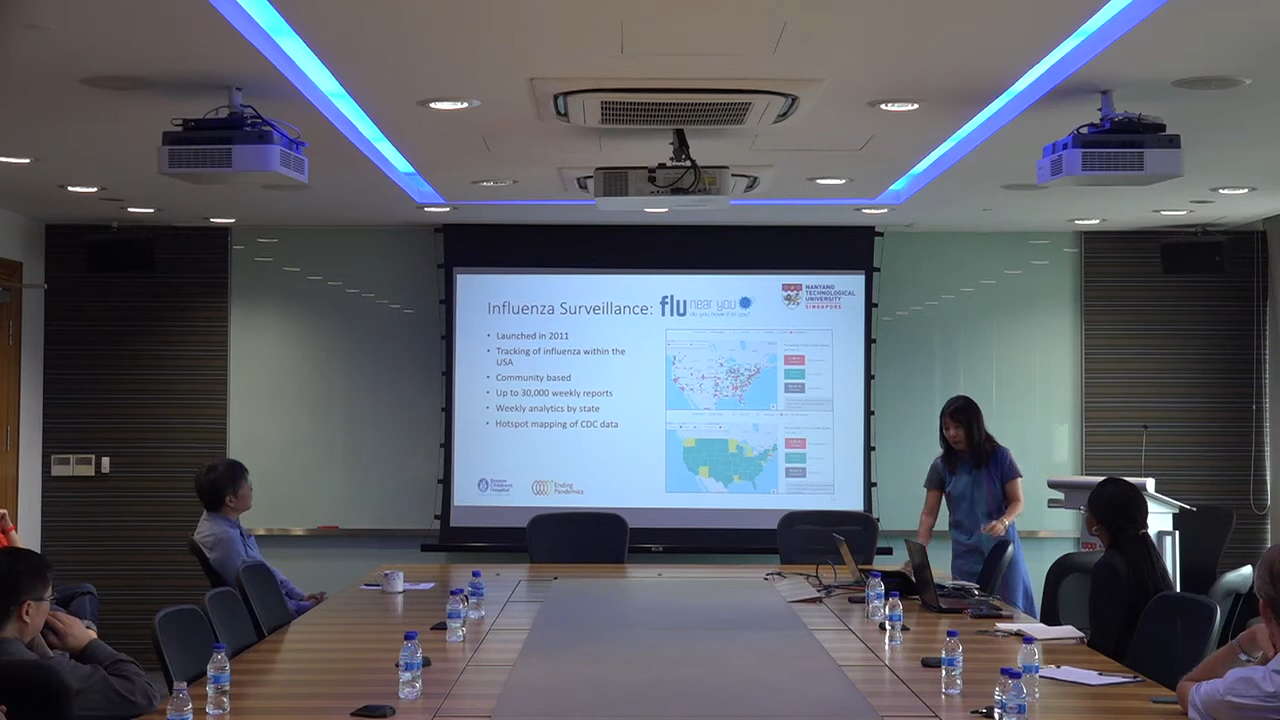 Influenza Surveillance: flu near you
do you have it in you?
NANYANG
TECHNOLOGICAL
UNIVERSITY
SINGAPORE
• Launched in 2011
• Tracking of influenza within the
USA
• Community based
• Up to 30,000 weekly reports
• Weekly analytics by state
• Hotspot mapping of CDC data
Boston
Children's
Hospital
Ending
Pandemics